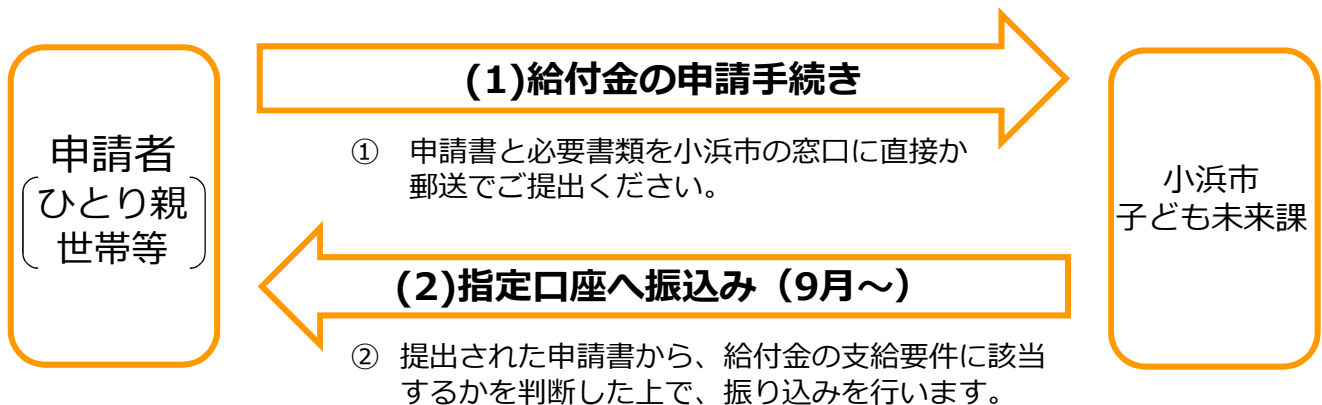 申請者
ひとり親
世帯等
(1)給付金の申請手続き
① 申請書と必要書類を小浜市の窓口に直接か
郵送でご提出ください。
(2)指定口座へ振込み（9月～）
② 提出された申請書から、給付金の支給要件に該当
するかを判断した上で、振り込みを行います。
小浜市
子ども未来課